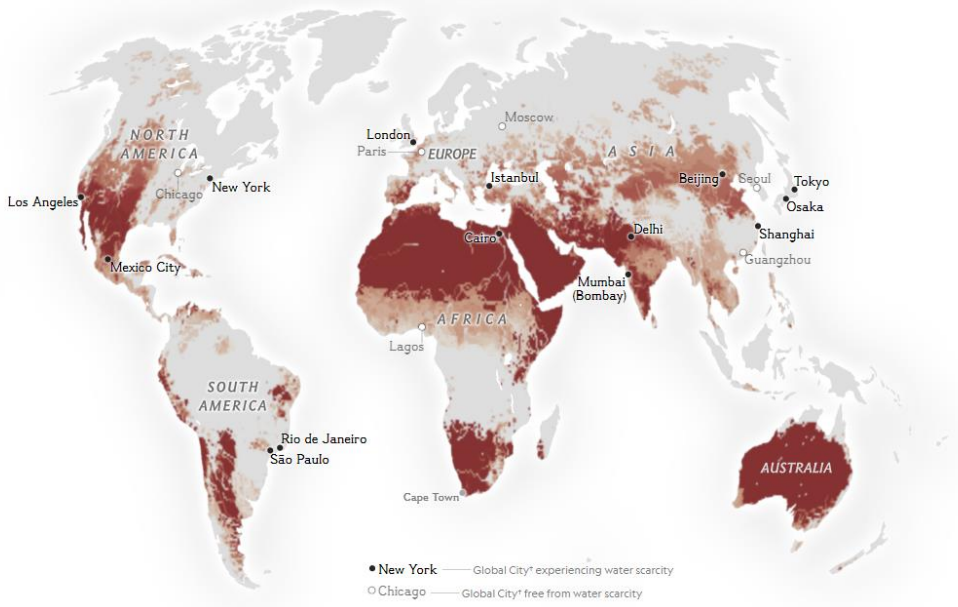 Moscow
NORTH
AMERICA
London
Paris
EUROPE
ASIA
Chicago
New York
Istanbul
Beijing
Seoul
Tokyo
Los Angeles
Osaka
Cairo
Delhi
Shanghai
Mexico City
Guangzhou
Mumbai
(Bombay)
AFRICA
Lagos
SOUTH
AMERICA
Rio de Janeiro
São Paulo
AUSTRALIA
Cape Town
New York Global City† experiencing water scarcity
Chicago Global City† free from water scarcity